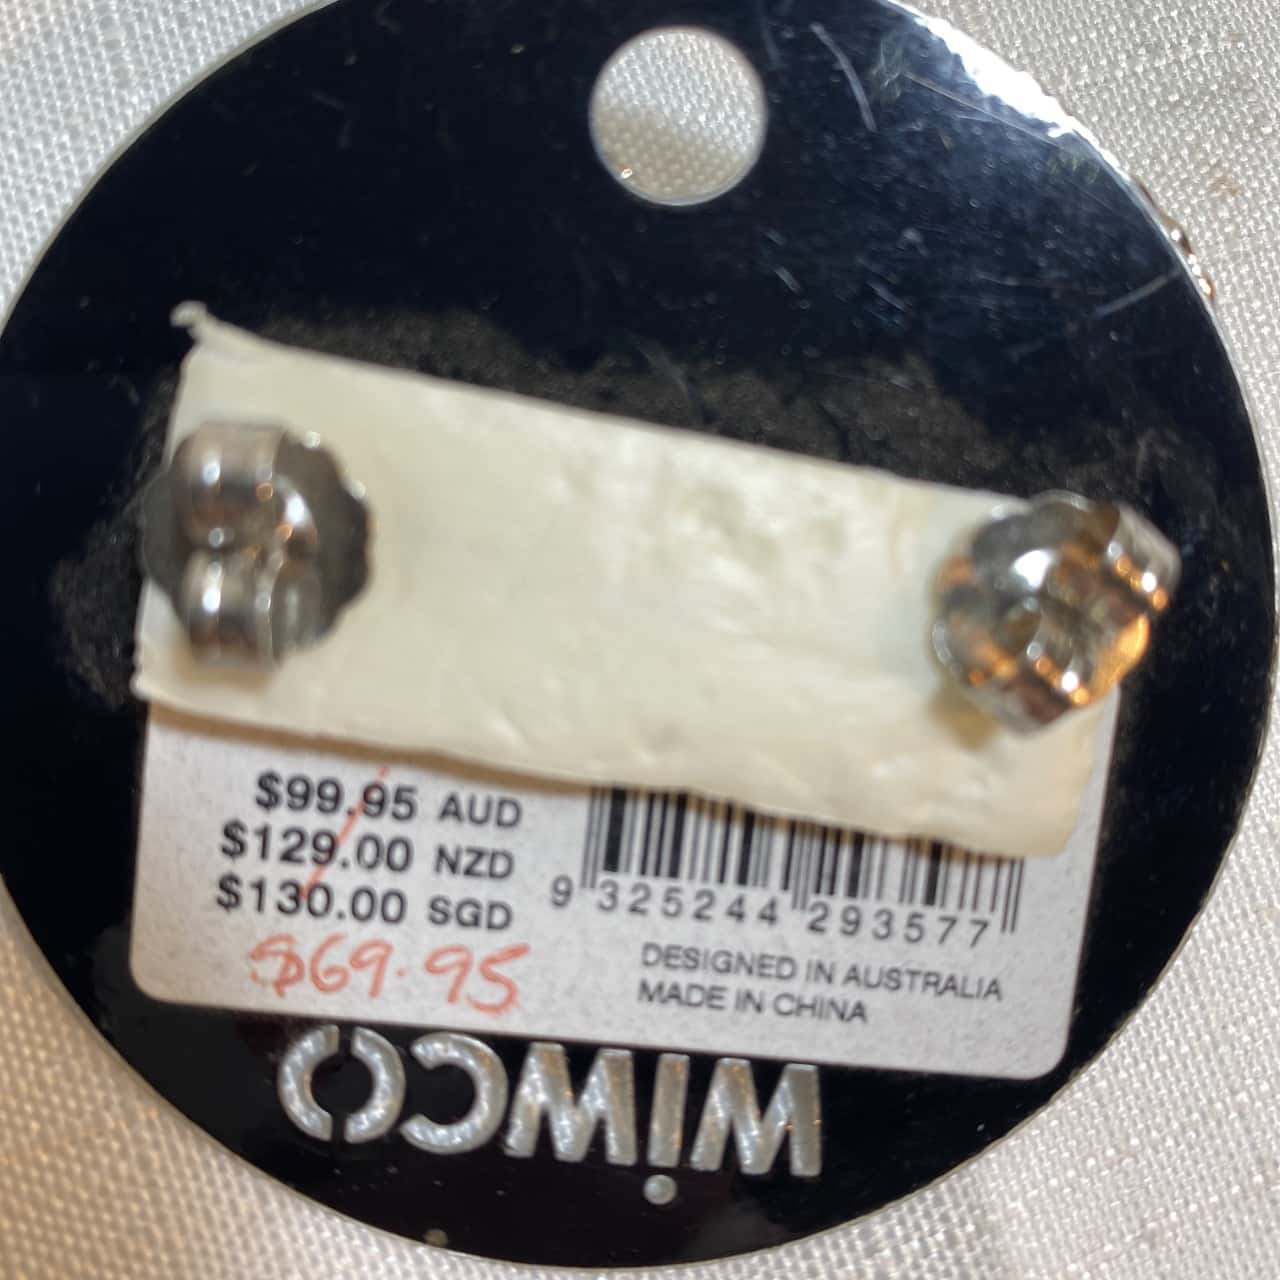 $99.95 AUD
$129.00 NZD
$130.00 SGD
$69.95
9 325244 293577
DESIGNED IN AUSTRALIA
MADE IN CHINA
MiMCO